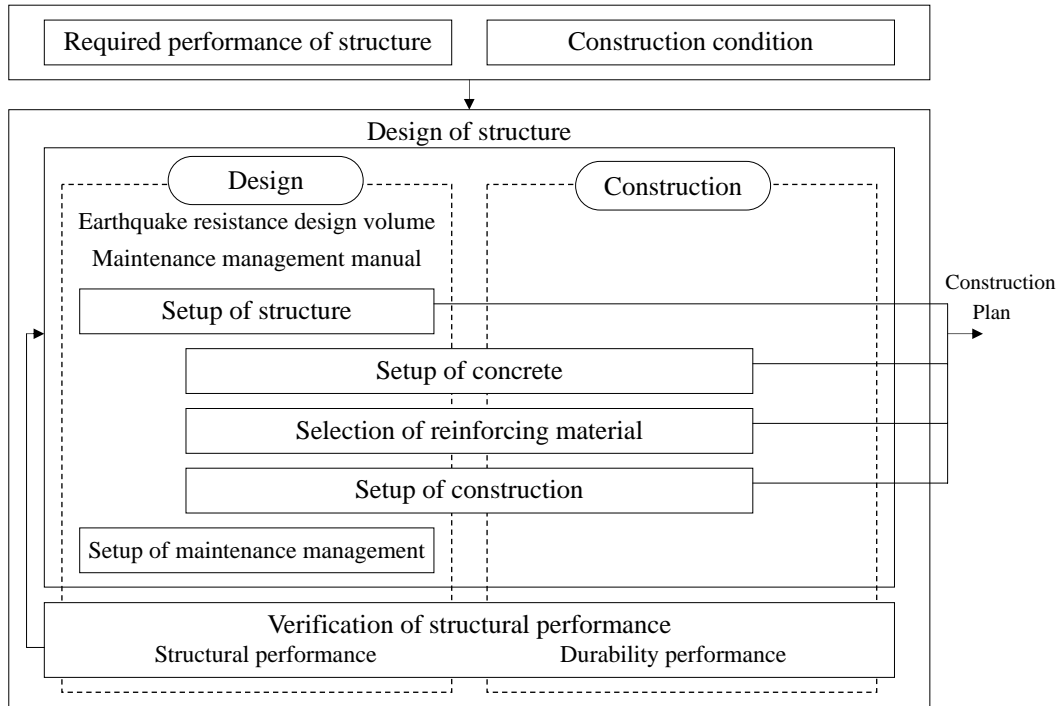 Required performance of structure
Construction condition
Design of structure
Design
Construction
Earthquake resistance design volume
Maintenance management manual
Setup of structure
Construction
Plan
Setup of concrete
Selection of reinforcing material
Setup of construction
Setup of maintenance management
Verification of structural performance
Structural performance
Durability performance